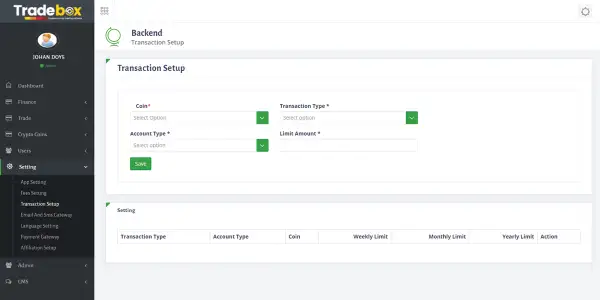 Tradebox
JOHAN DOYS
Dashboard
Finance
Trade
Crypto Coins
Users
Setting
App Setting
Fees Setting
Transaction Setup
Email And Sms Gateway
Language Setting
Payment Gateway
Affiliation Setup
Admin
CMS
Backend
Transaction Setup
Transaction Setup
Coin* Transaction Type *
Select Option Select option
Account Type * Limit Amount *
Select option
Save
Setting
Transaction Type Account Type Coin Weekly Limit Monthly Limit Yearly Limit Action